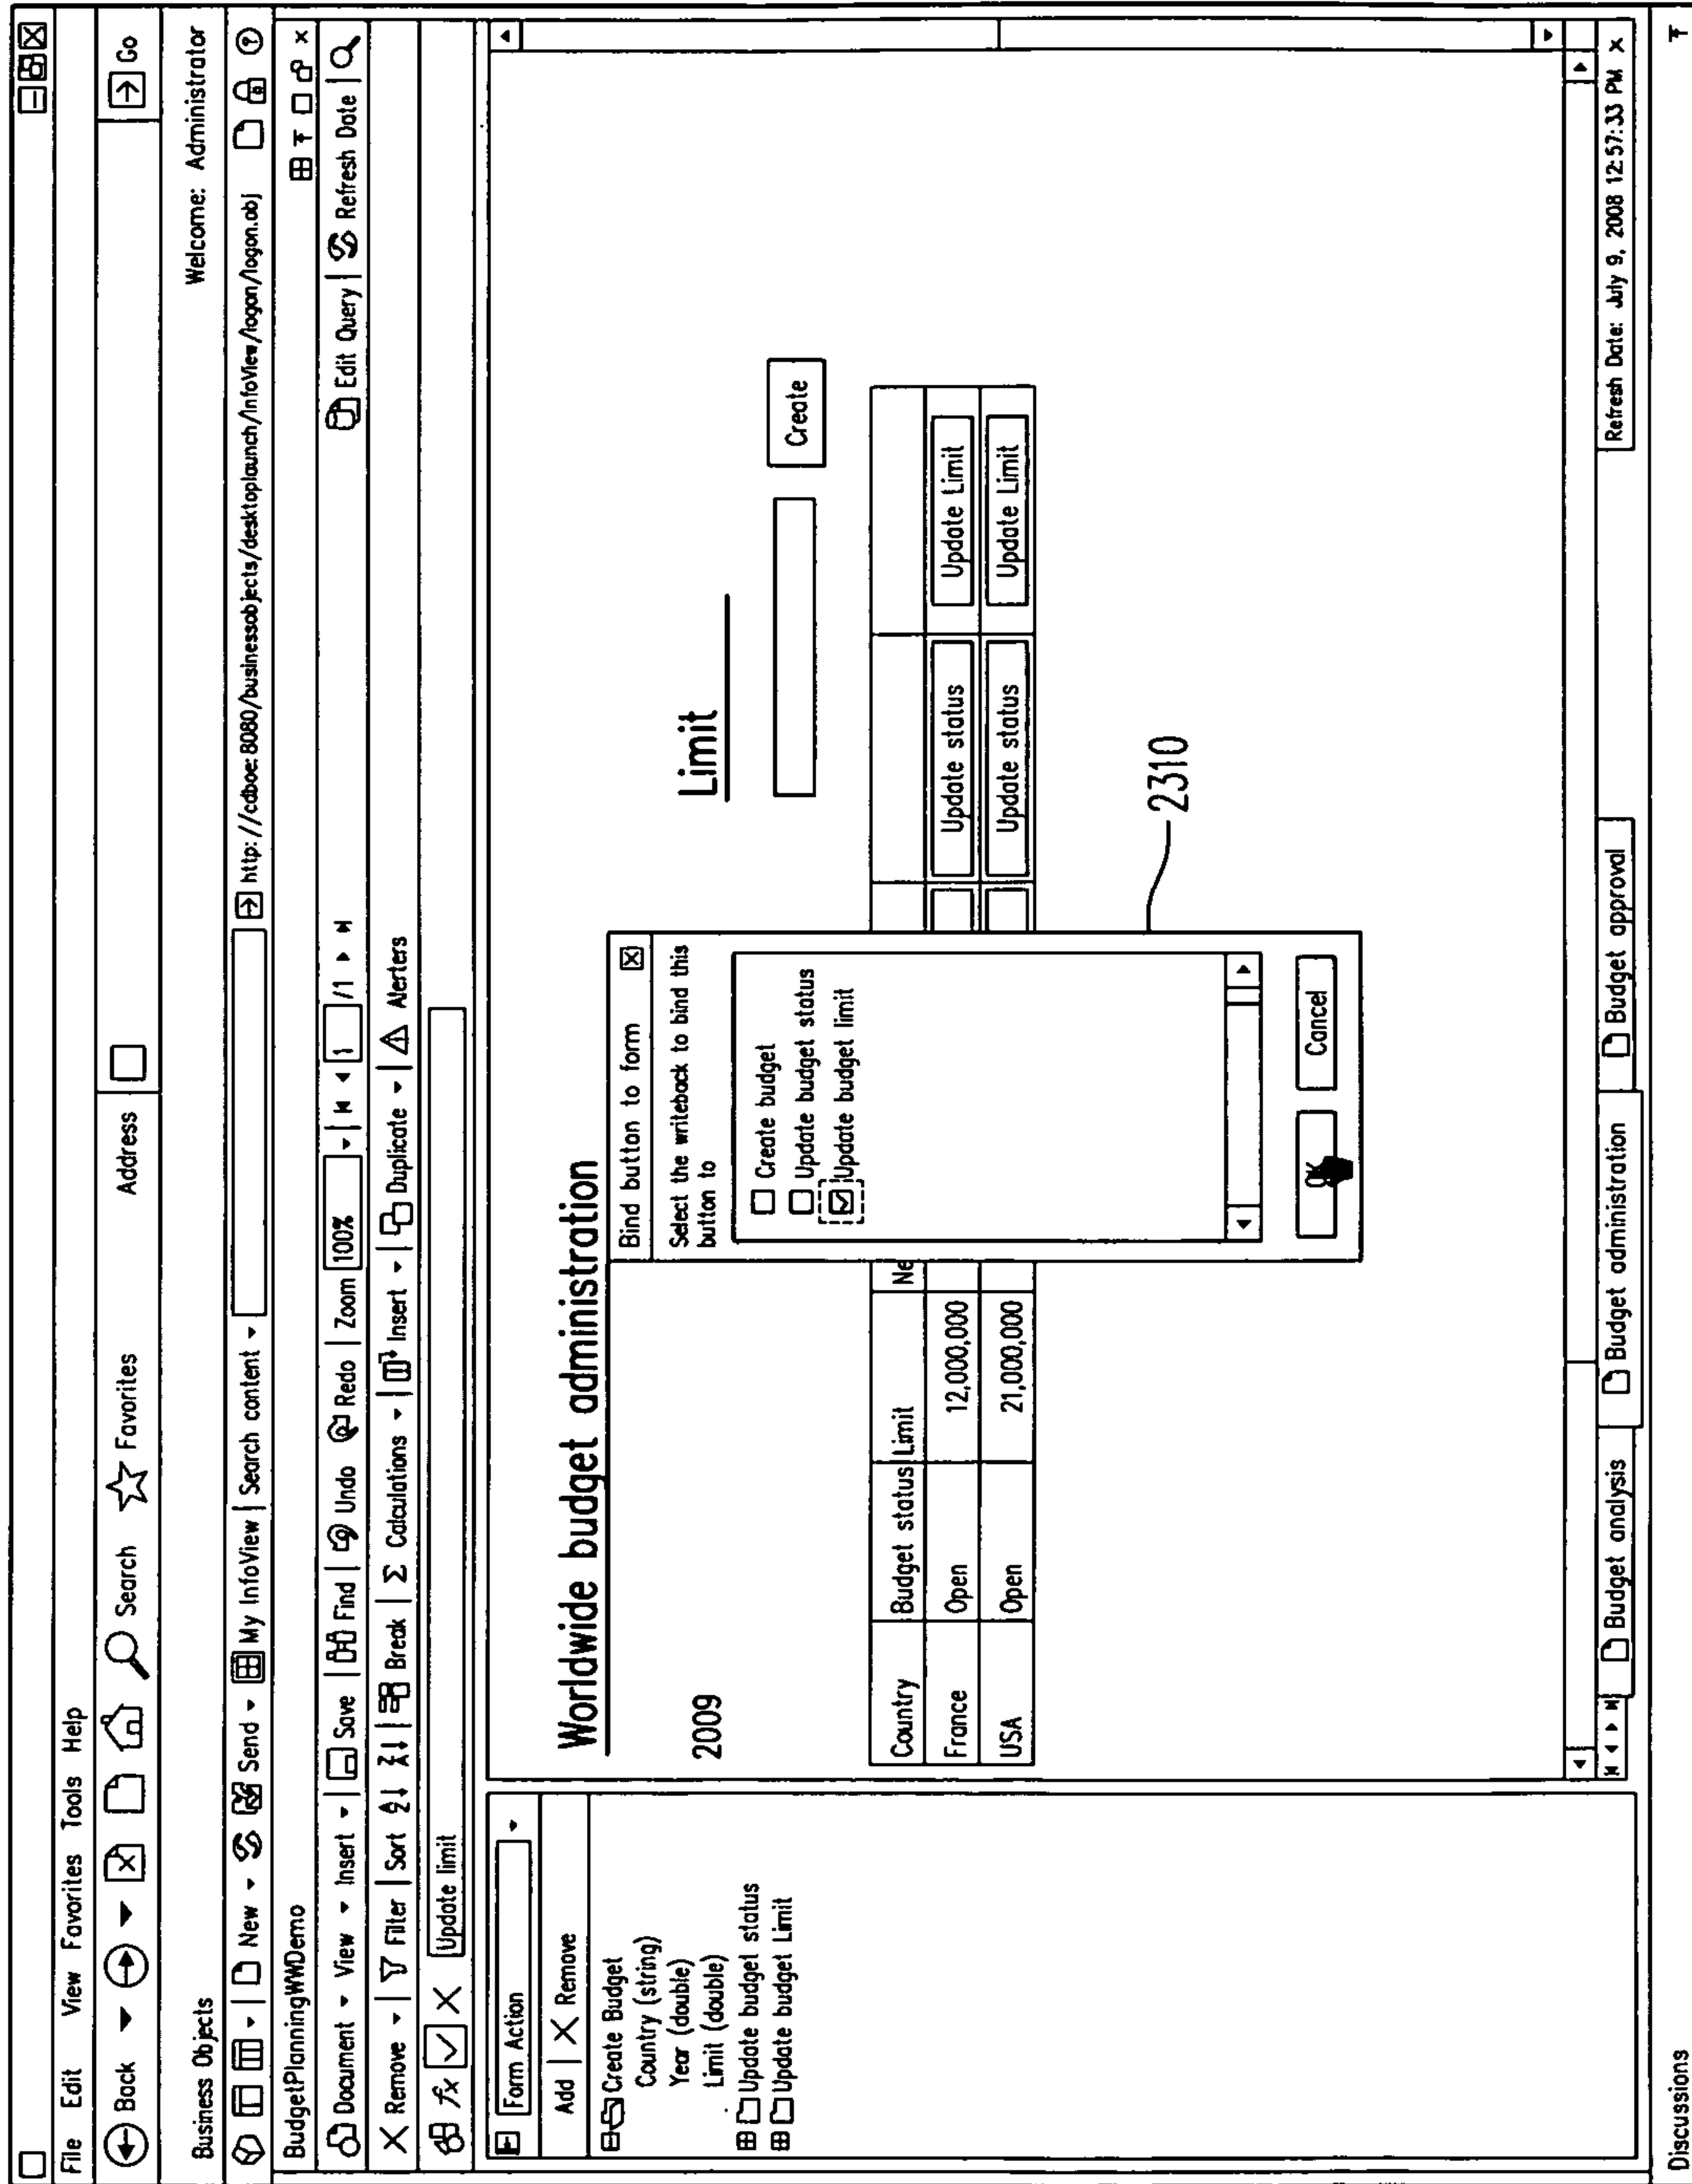 File Edit View Favorites Tools Help
Back Search Favorites Address Go
Business Objects Welcome: Administrator
New Send My InfoView Search content http://cdboe:8080/businessobjects/desktoplaunch/InfoView/logon/logon.obj
BudgetPlanningWWDemo
Document View Insert Save Find Undo Redo Zoom 100% 1 /1 Edit Query Refresh Date
Remove Filter Sort Break Σ Calculations Insert Duplicate Alerters
fx Update limit
Form Action
Add Remove
Create Budget
Country (string)
Year (double)
Limit (double)
Update budget status
Update budget Limit
Worldwide budget administration
2009
Limit
Create
Country Budget status Limit Ne
France Open 12,000,000 Update status Update Limit
USA Open 21,000,000 Update status Update Limit
Bind button to form
Select the writeback to bind this
button to
Create budget
Update budget status
Update budget limit
OK Cancel
2310
Budget analysis Budget administration Budget approval Refresh Date: July 9, 2008 12:57:33 PM
Discussions